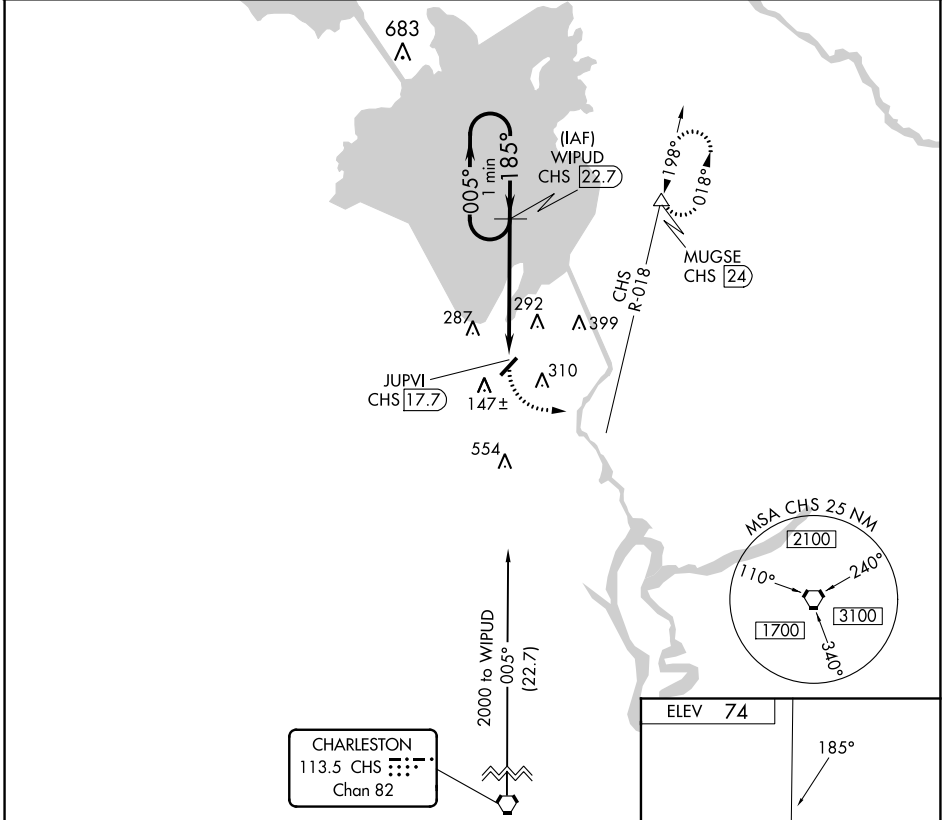 683
(IAF)
WIPUD
CHS 22.7
005°
1 min
185°
198°
018°
MUGSE
CHS 24
CHS
R-018
287
292
399
JUPVI
CHS 17.7
310
147±
554
MSA CHS 25 NM
2100
110°
240°
1700
3100
340°
2000 to WIPUD
005°
(22.7)
ELEV 74
185°
CHARLESTON
113.5 CHS
Chan 82